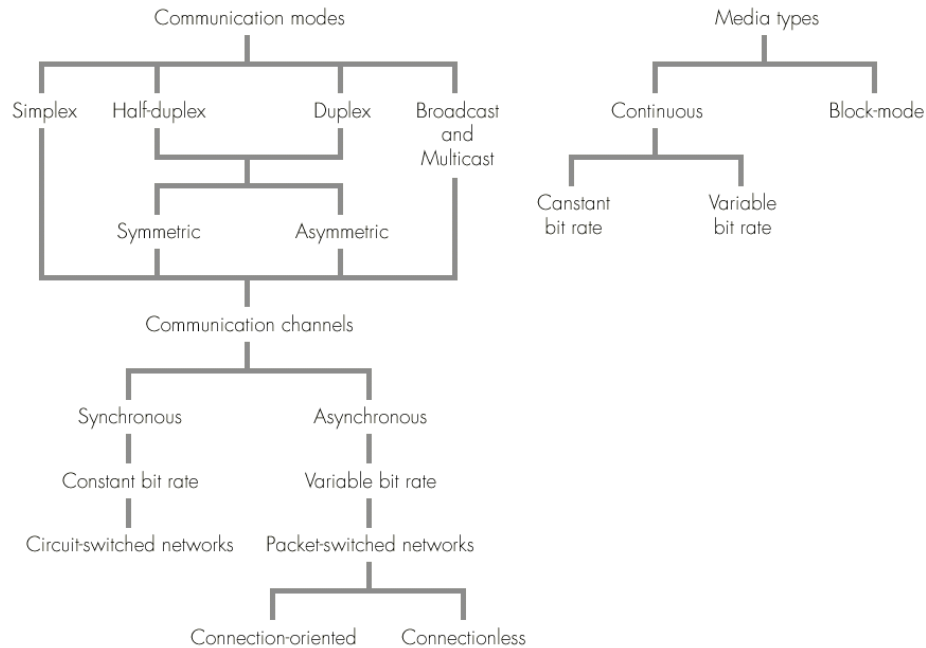 Communication modes
Simplex
Half-duplex
Duplex
Broadcast
and
Multicast
Symmetric
Asymmetric
Communication channels
Synchronous
Asynchronous
Constant bit rate
Variable bit rate
Circuit-switched networks
Packet-switched networks
Connection-oriented
Connectionless
Media types
Continuous
Block-mode
Canstant
bit rate
Variable
bit rate